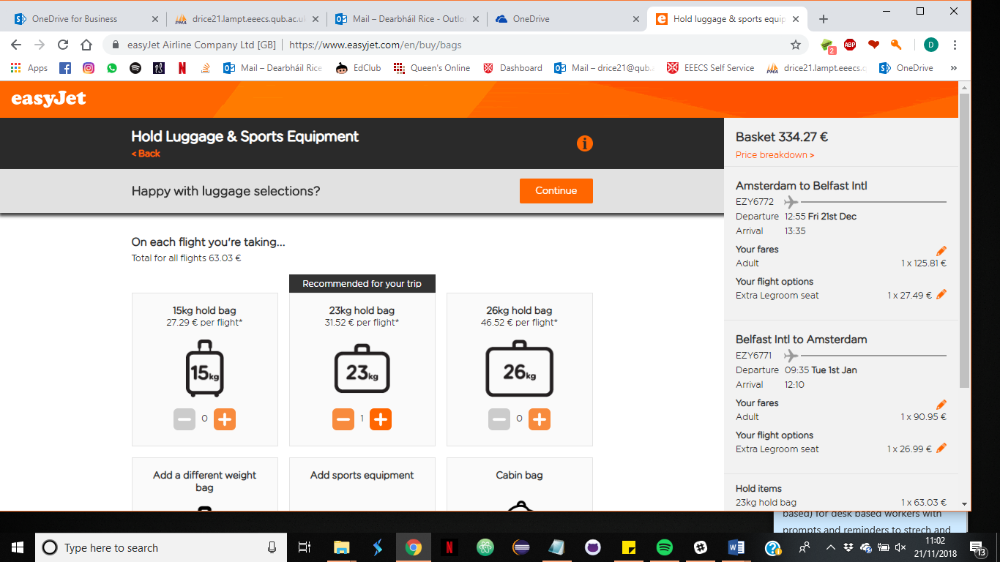 OneDrive for Business
drice21.lampt.eeecs.qub.ac.uk
Mail – Dearbháil Rice - Outloo
OneDrive
Hold luggage & sports equip
easyJet Airline Company Ltd [GB] | https://www.easyjet.com/en/buy/bags
2
ABP
D
Apps
Mail – Dearbháil Rice
EdClub
Queen's Online
Dashboard
Mail – drice21@qub.a
EEECS Self Service
drice21.lampt.eeecs.q
OneDrive
»
easyJet
Hold Luggage & Sports Equipment
< Back
i
Happy with luggage selections?
Continue
On each flight you're taking...
Total for all flights 63.03 €
Recommended for your trip
15kg hold bag
27.29 € per flight*
15kg
0
23kg hold bag
31.52 € per flight*
23kg
1
26kg hold bag
46.52 € per flight*
26kg
0
Add a different weight
bag
Add sports equipment
Cabin bag
Basket 334.27 €
Price breakdown >
Amsterdam to Belfast Intl
EZY6772
Departure 12:55 Fri 21st Dec
Arrival 13:35
Your fares
Adult 1 x 125.81 €
Your flight options
Extra Legroom seat 1 x 27.49 €
Belfast Intl to Amsterdam
EZY6771
Departure 09:35 Tue 1st Jan
Arrival 12:10
Your fares
Adult 1 x 90.95 €
Your flight options
Extra Legroom seat 1 x 26.99 €
Hold items
23kg hold bag 1 x 63.03 €
based) for desk based workers with
prompts and reminders to strech and
Type here to search
11:02
21/11/2018
13